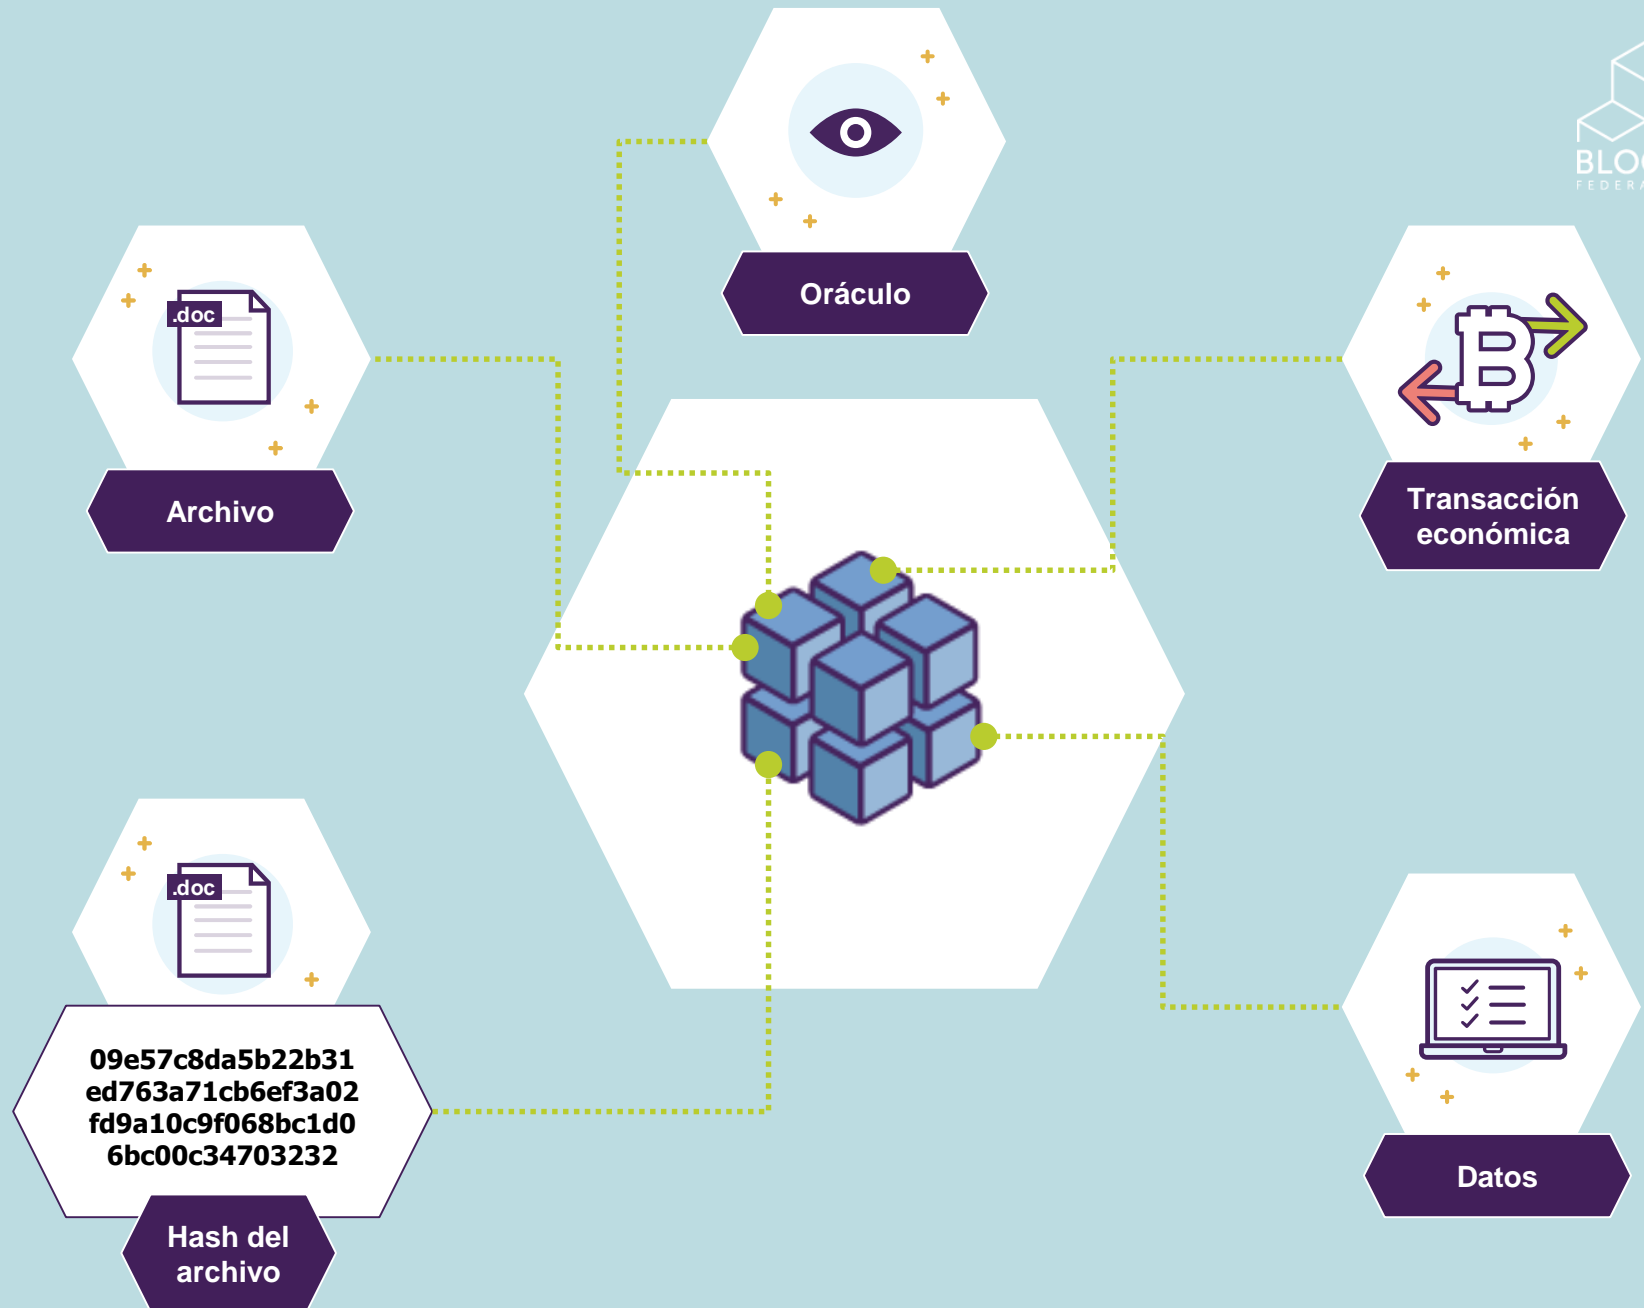 Oráculo
.doc
Archivo
Transacción
económica
.doc
09e57c8da5b22b31
ed763a71cb6ef3a02
fd9a10c9f068bc1d0
6bc00c34703232
Hash del
archivo
Datos